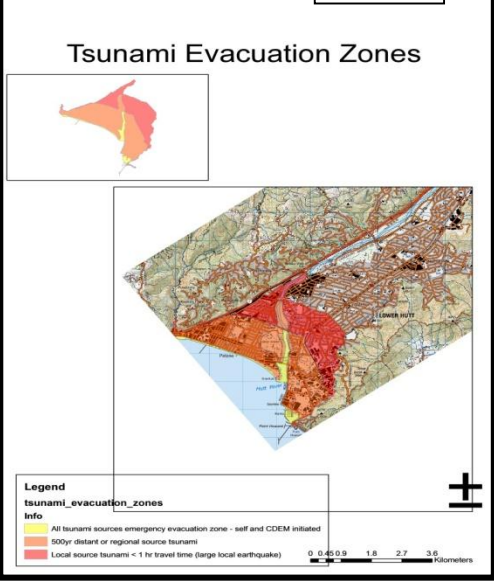 Tsunami Evacuation Zones
LOWER HUTT
Petone
Hutt River
Legend
tsunami_evacuation_zones
Info
All tsunami sources emergency evacuation zone - self and CDEM initiated
500yr distant or regional source tsunami
Local source tsunami < 1 hr travel time (large local earthquake)
0 0.45 0.9 1.8 2.7 3.6
Kilometers